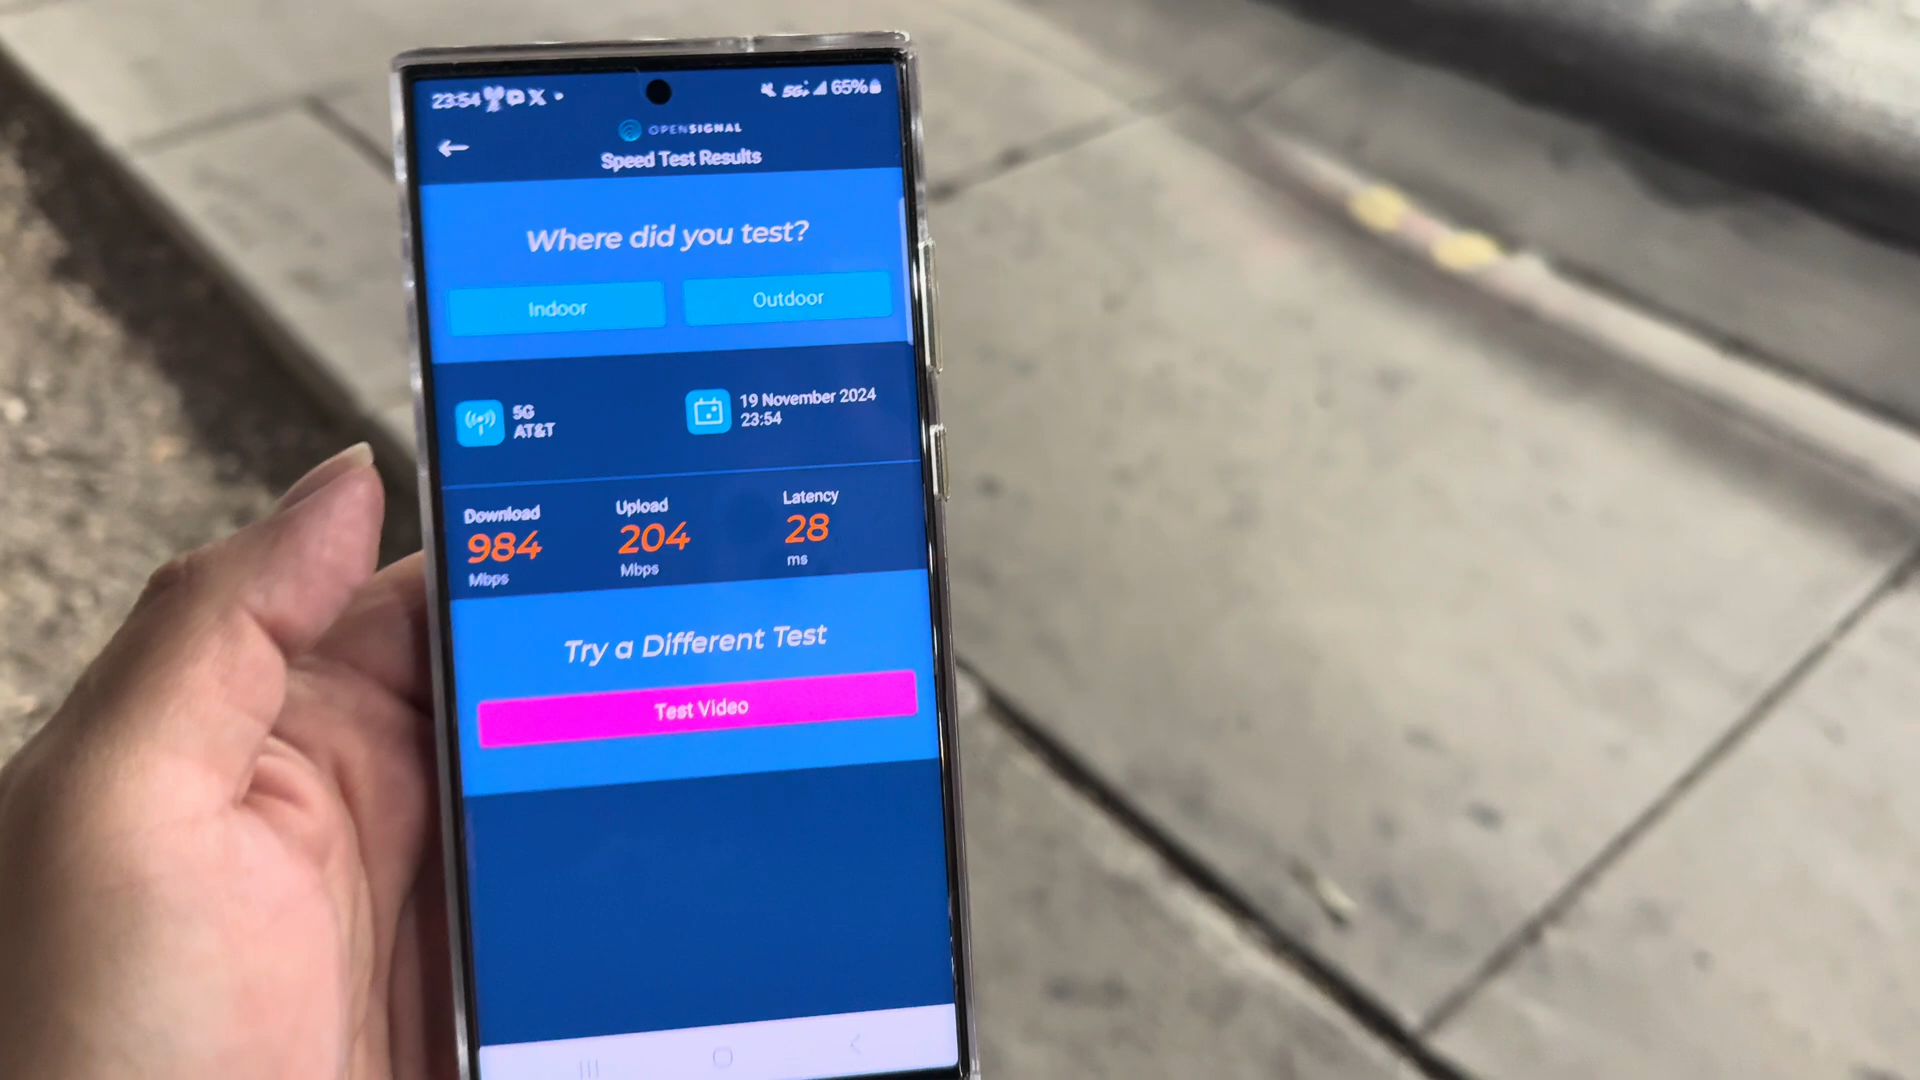 23:54 X 5G+ 65%
OPENSIGNAL
Speed Test Results
Where did you test?
Indoor Outdoor
5G
AT&T
19 November 2024
23:54
Download
984
Mbps
Upload
204
Mbps
Latency
28
ms
Try a Different Test
Test Video